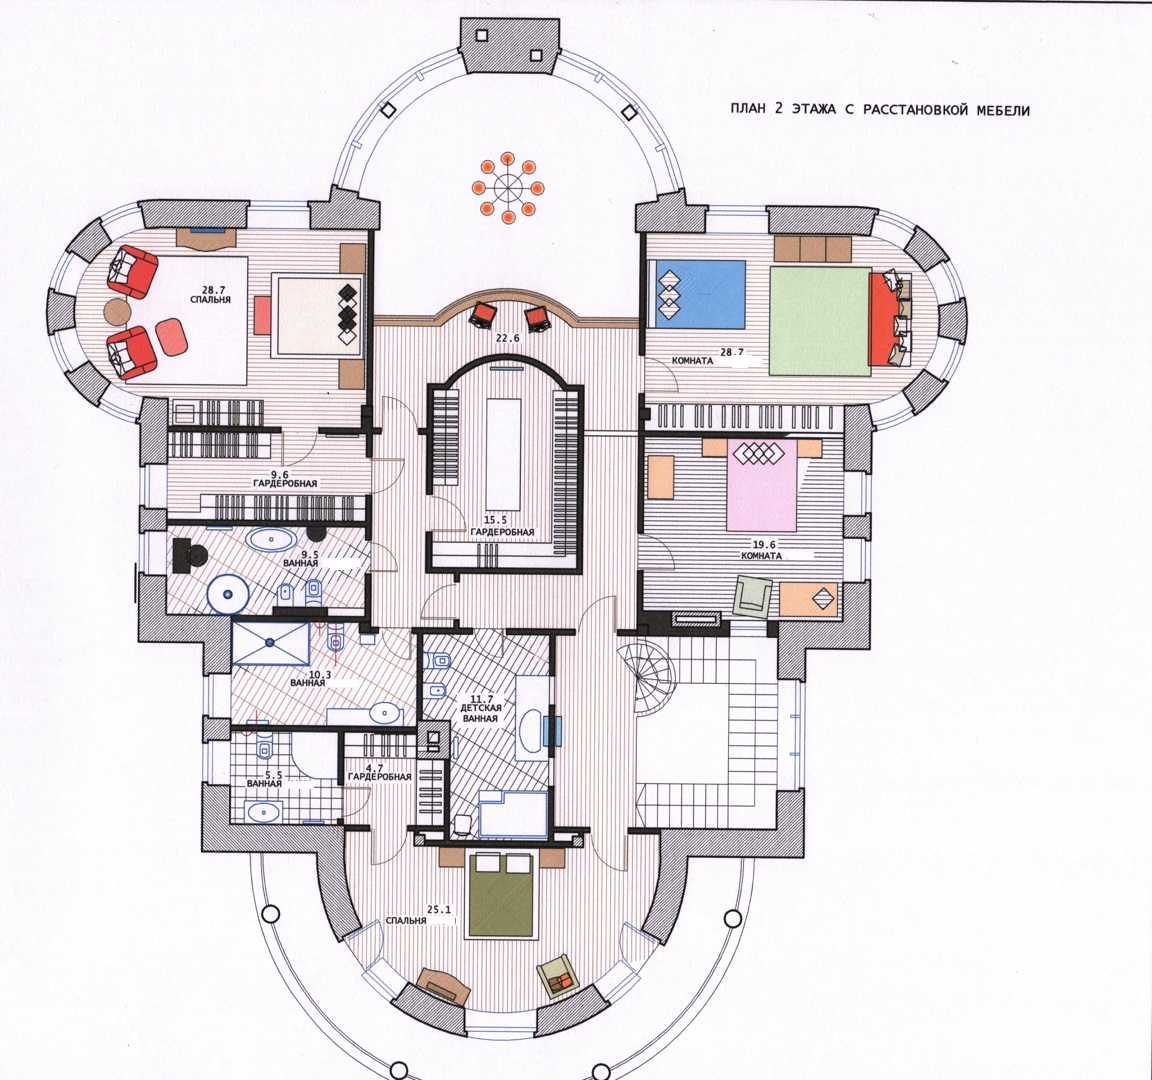 ПЛАН 2 ЭТАЖА С РАССТАНОВКОЙ МЕБЕЛИ
28.7
СПАЛЬНЯ
22.6
28.7
КОМНАТА
9.6
ГАРДЕРОБНАЯ
15.5
ГАРДЕРОБНАЯ
19.6
КОМНАТА
9.5
ВАННАЯ
10.3
ВАННАЯ
11.7
ДЕТСКАЯ
ВАННАЯ
5.5
ВАННАЯ
4.7
ГАРДЕРОБНАЯ
25.1
СПАЛЬНЯ